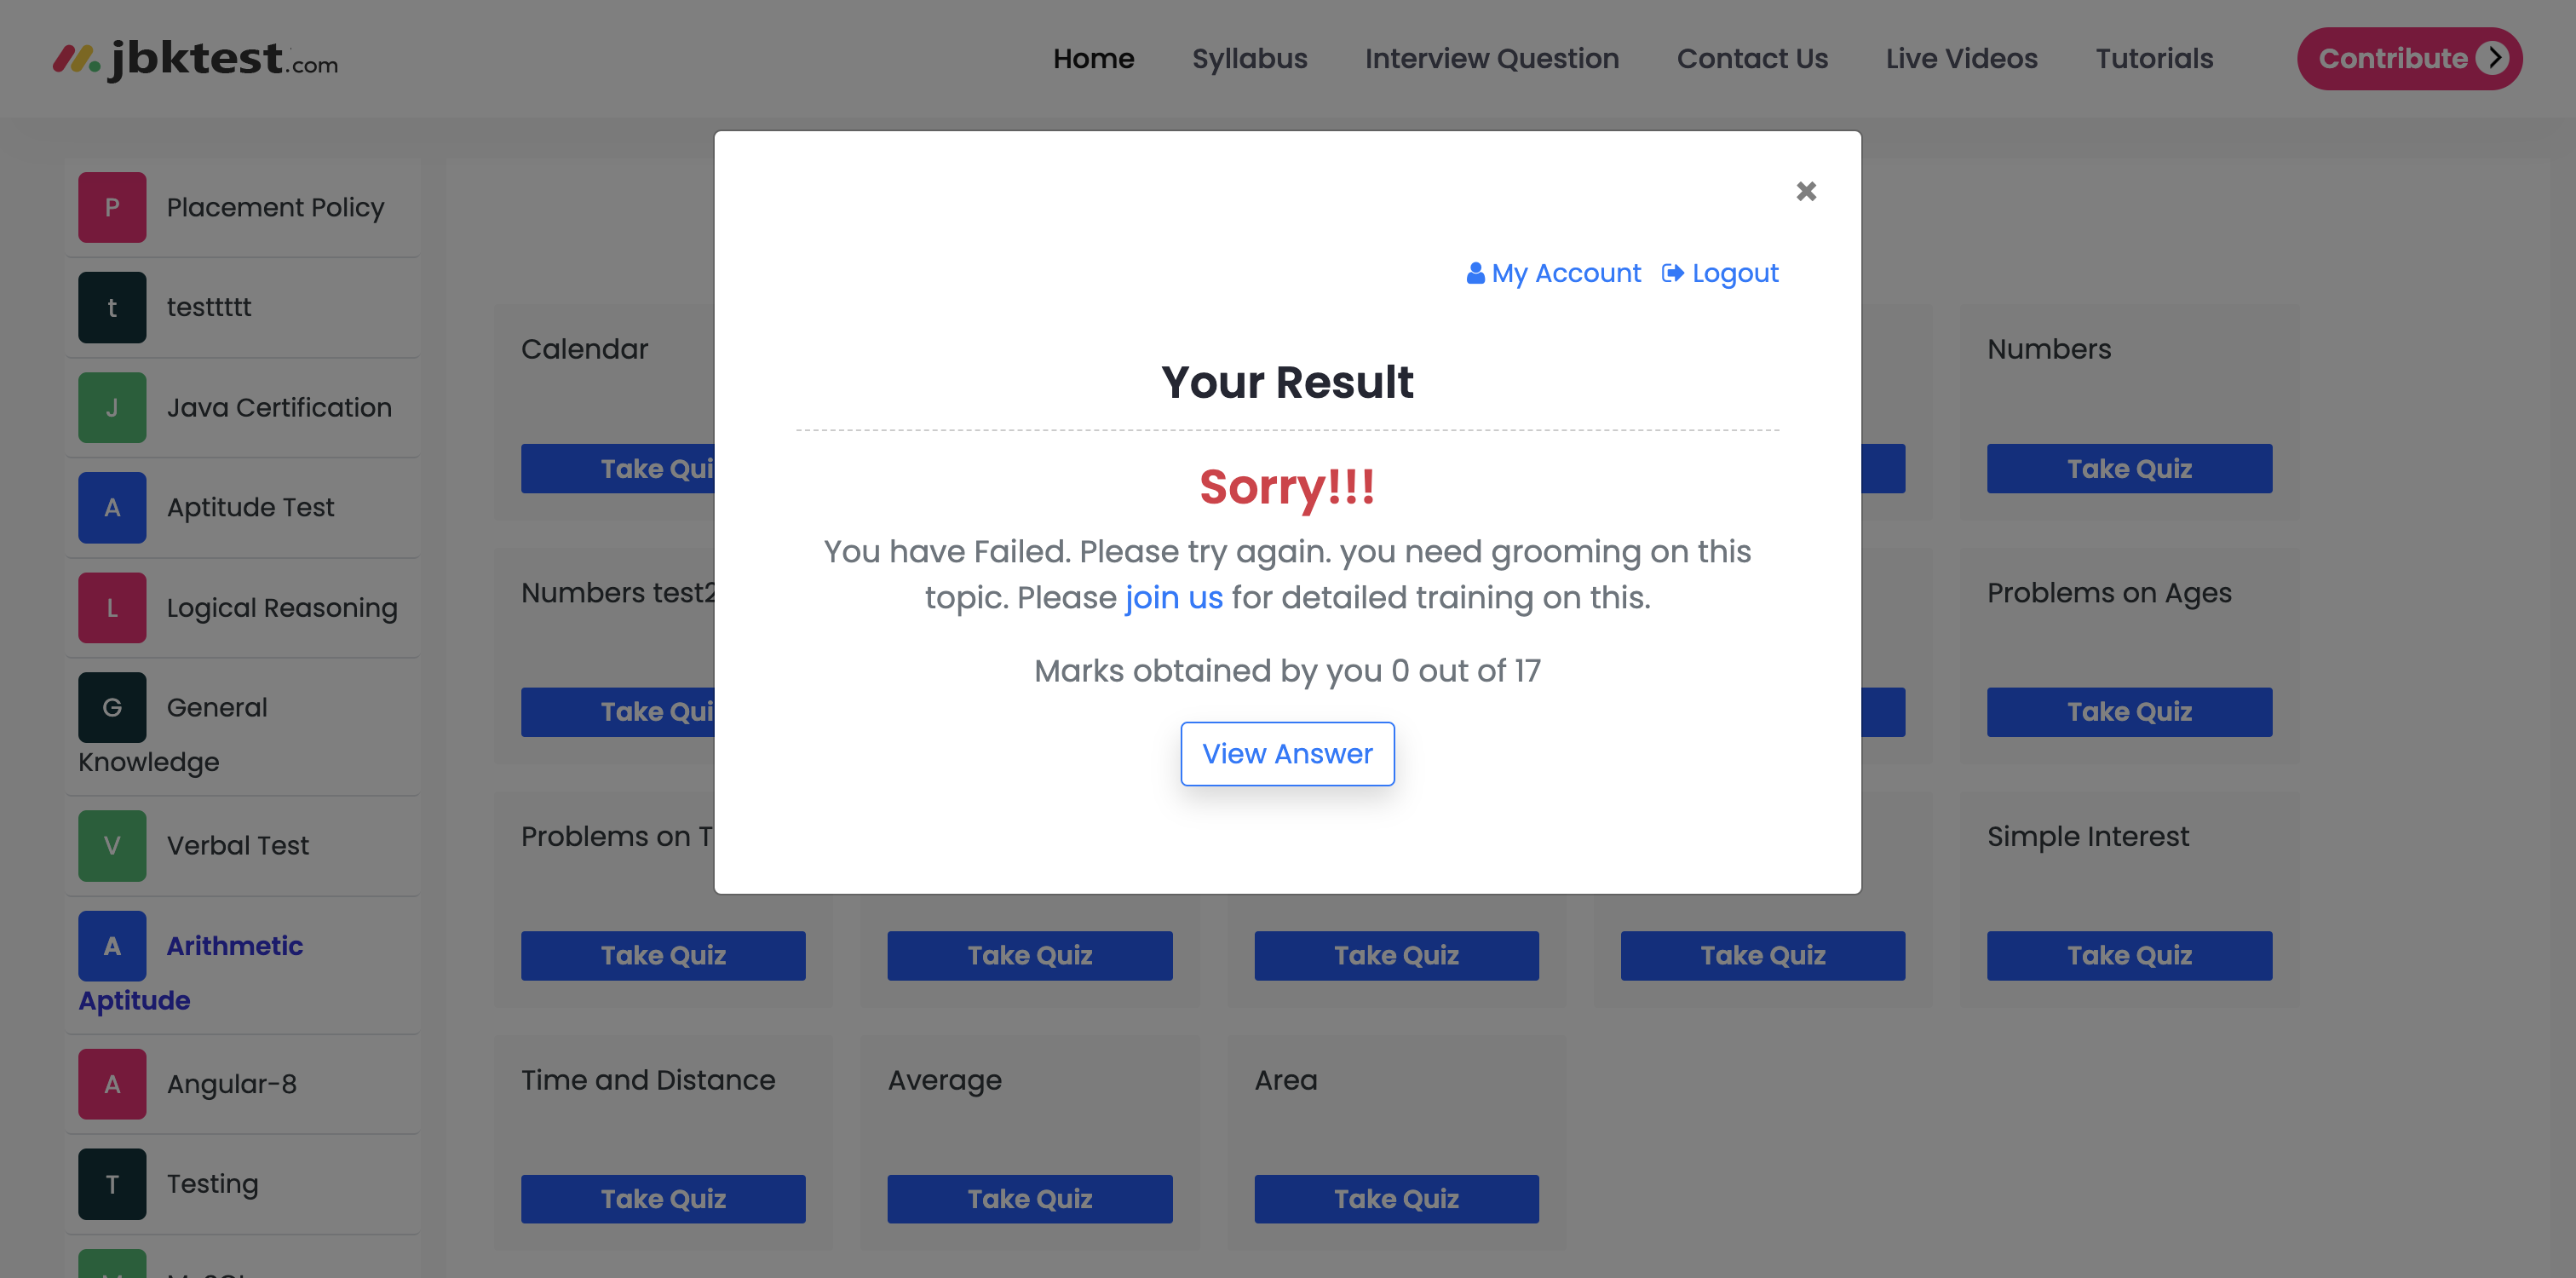 jbktest.com
Home Syllabus Interview Question Contact Us Live Videos Tutorials Contribute
P Placement Policy
t testtttt
J Java Certification
A Aptitude Test
L Logical Reasoning
G General
Knowledge
V Verbal Test
A Arithmetic
Aptitude
A Angular-8
T Testing
My Account Logout
Your Result
Sorry!!!
You have Failed. Please try again. you need grooming on this
topic. Please join us for detailed training on this.
Marks obtained by you 0 out of 17
View Answer
Calendar
Numbers
Take Qui
Take Quiz
Numbers test2
Problems on Ages
Take Qui
Take Quiz
Problems on T
Simple Interest
Take Quiz Take Quiz Take Quiz Take Quiz Take Quiz
Time and Distance Average Area
Take Quiz Take Quiz Take Quiz